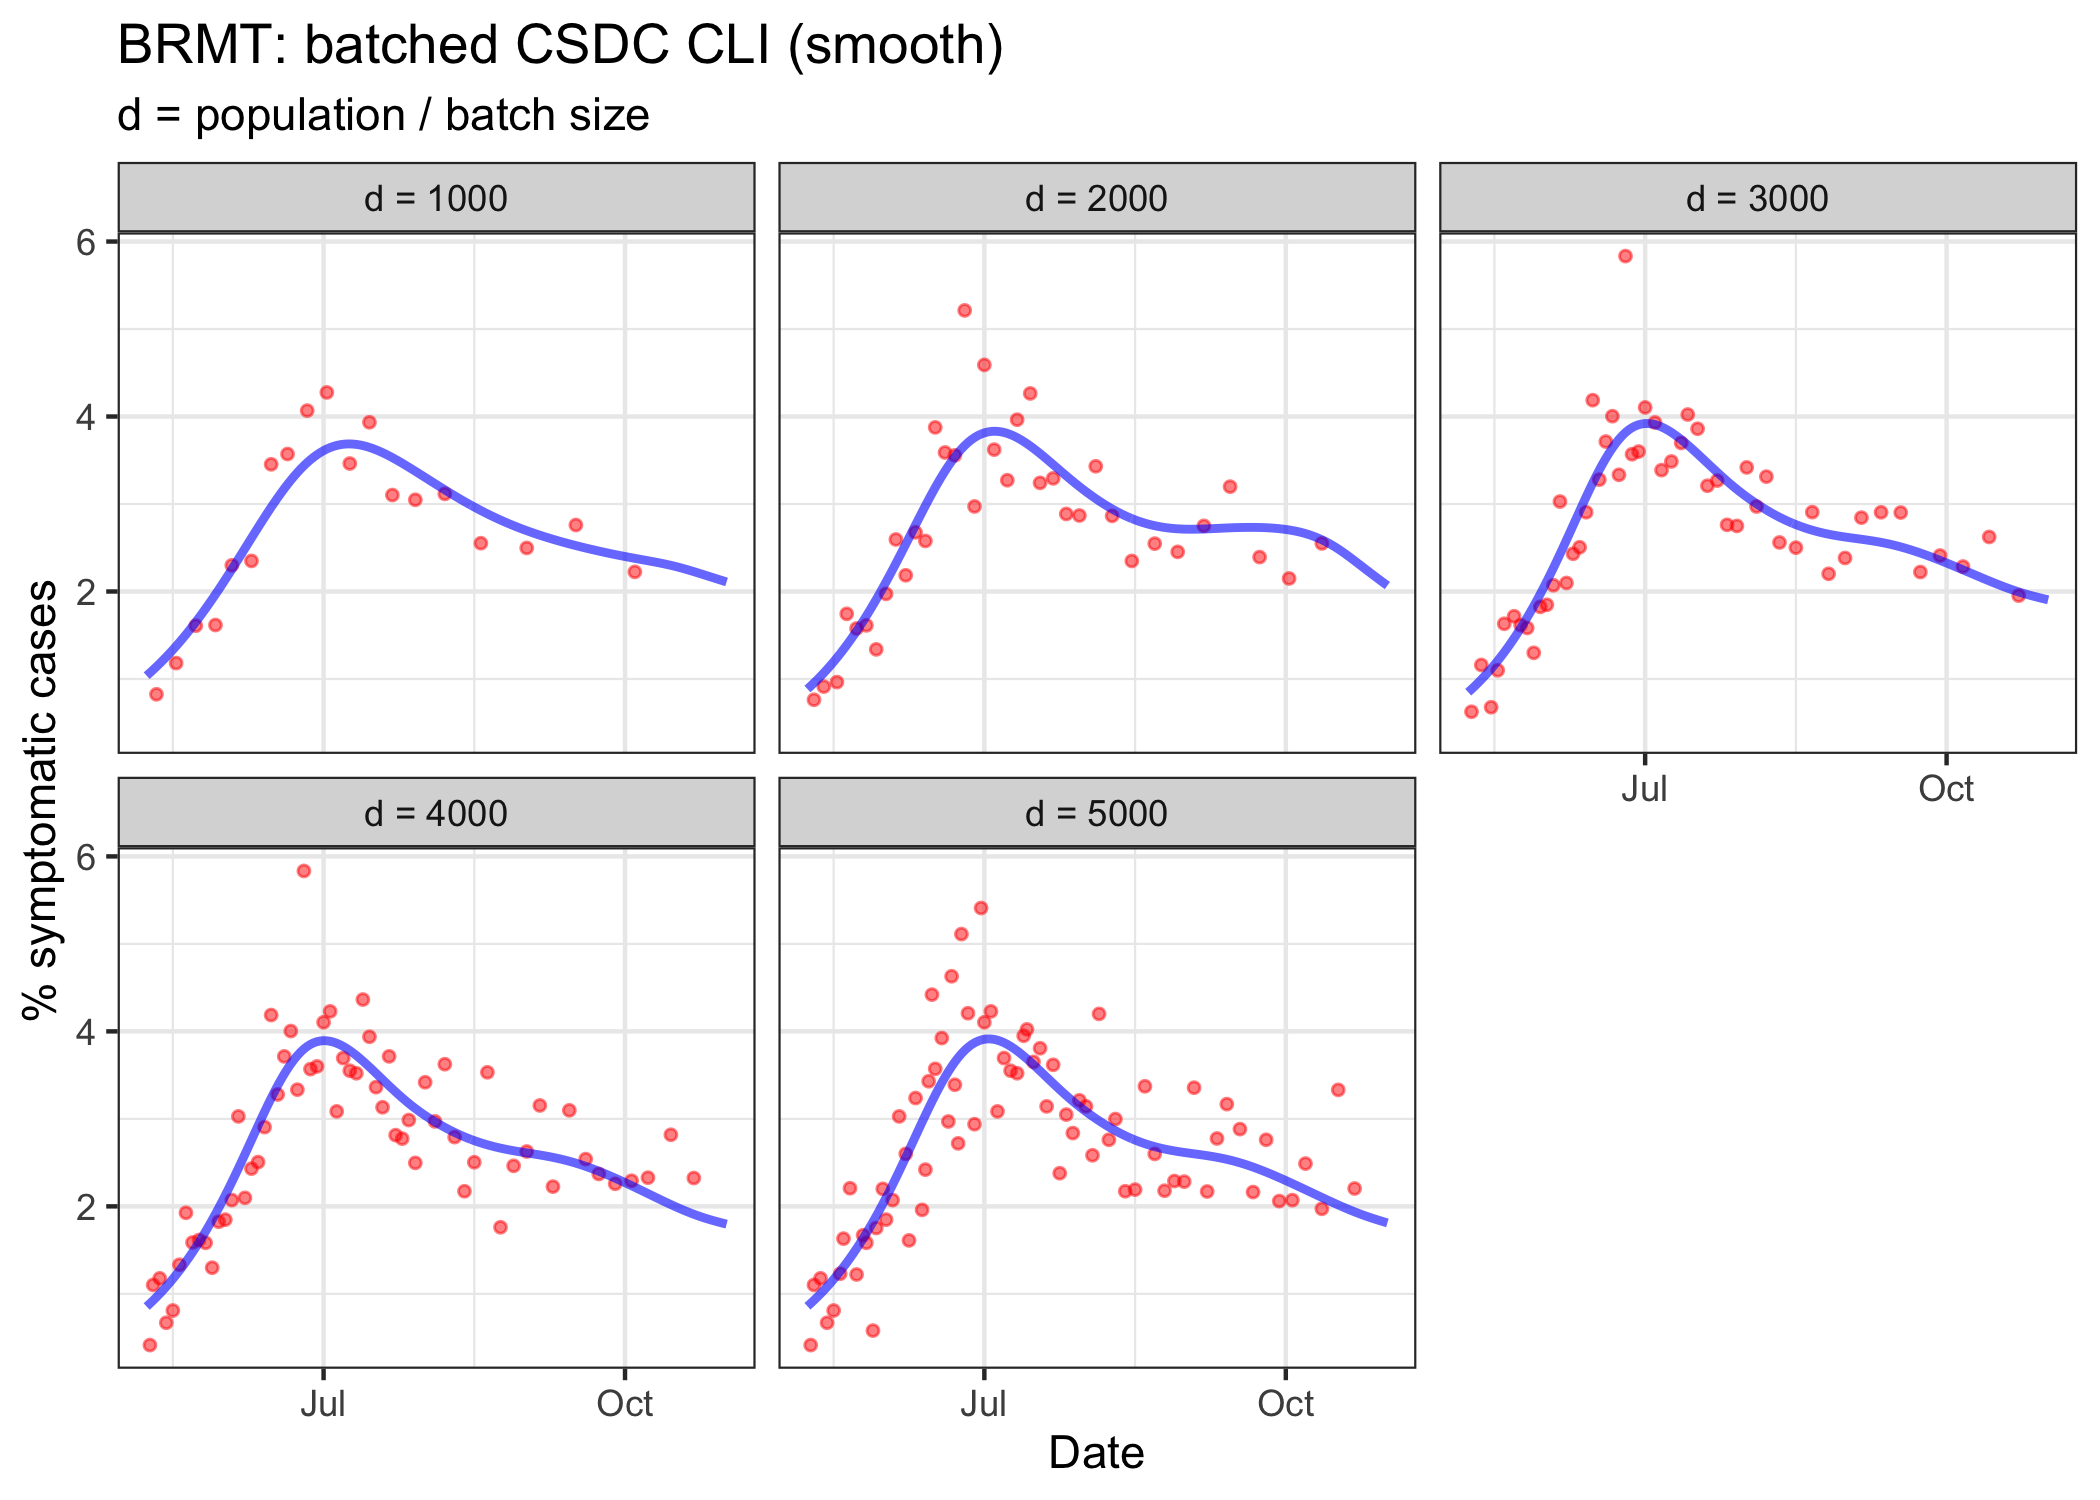 BRMT: batched CSDC CLI (smooth)
d = population / batch size
d = 1000
d = 2000
d = 3000
6
4
2
Jul
Oct
d = 4000
d = 5000
6
4
2
Jul
Oct
Jul
Oct
% symptomatic cases
Date